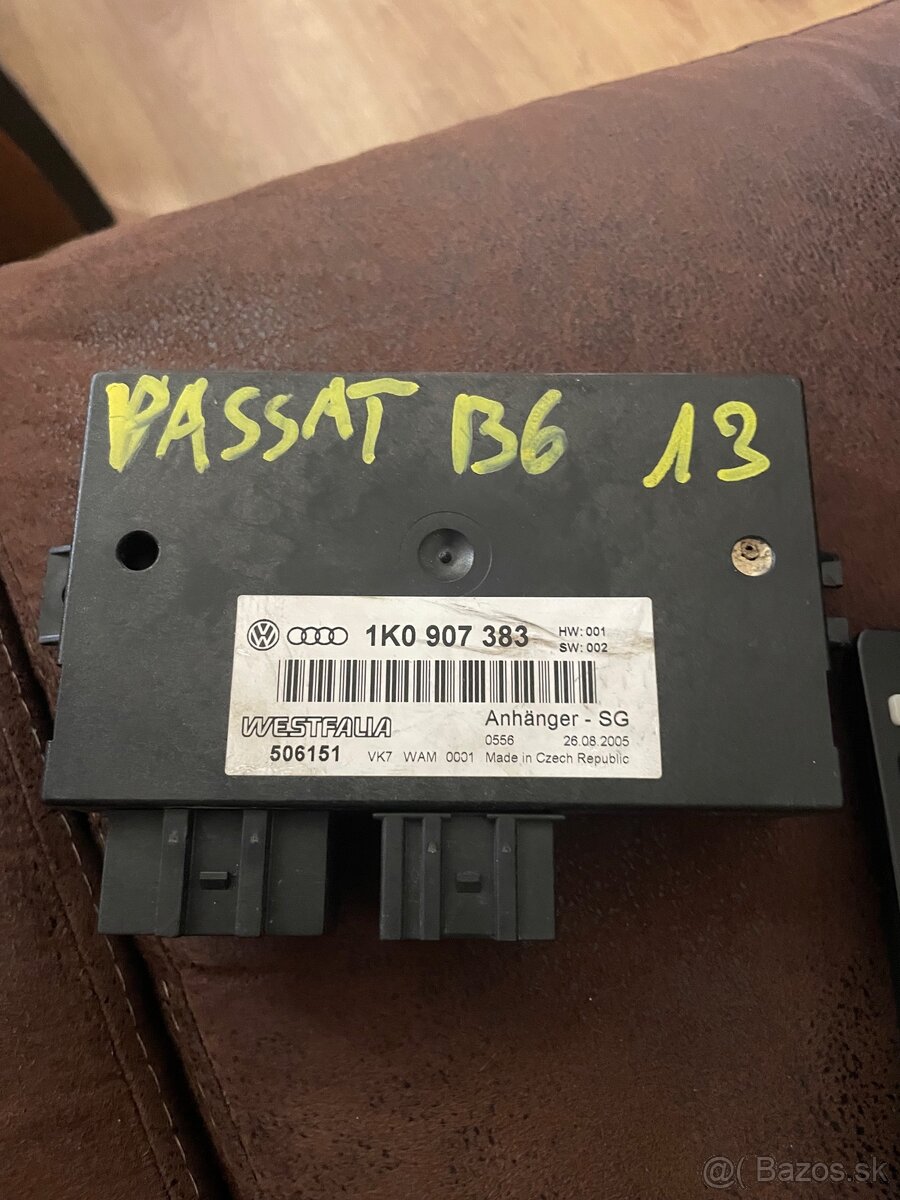 PASSAT B6 13
1K0 907 383 HW: 001
SW: 002
WESTFALIA Anhänger - SG
0556 26.08.2005
506151 VK7 WAM 0001 Made in Czech Republic
@( Bazos.sk